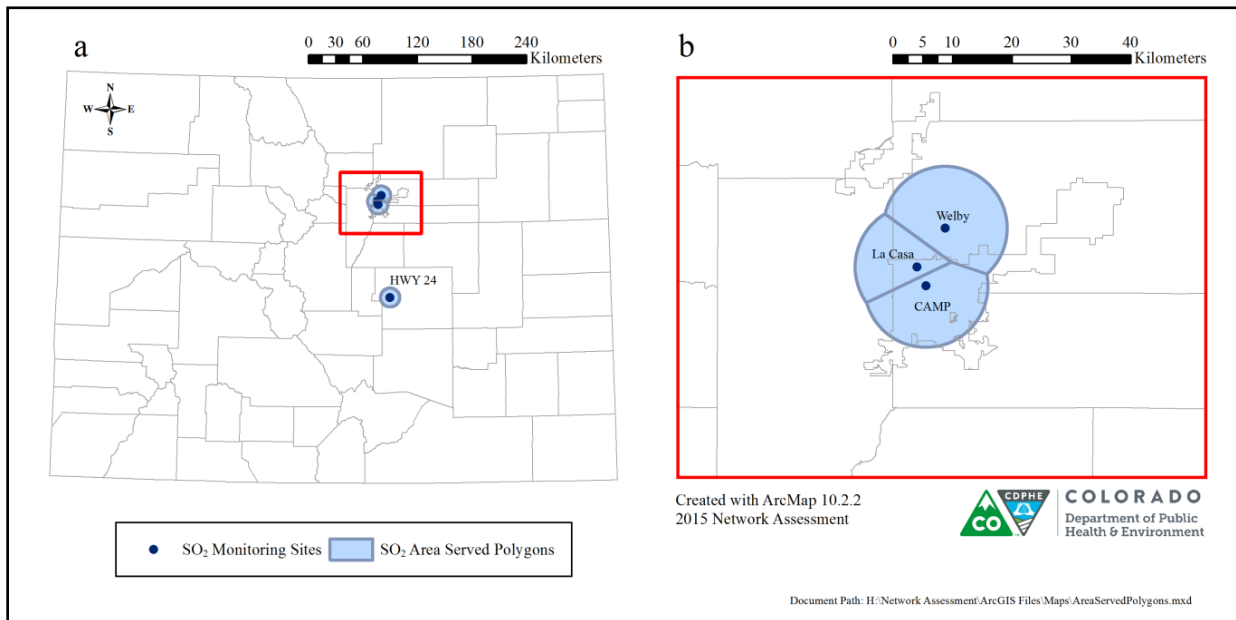 a
0 30 60 120 180 240
Kilometers
N
W E
S
HWY 24
b
0 5 10 20 30 40
Kilometers
Welby
La Casa
CAMP
Created with ArcMap 10.2.2
2015 Network Assessment
CO
CDPHE
COLORADO
Department of Public
Health & Environment
SO₂ Monitoring Sites SO₂ Area Served Polygons
Document Path: H:\Network Assessment\ArcGIS Files\Maps\AreaServedPolygons.mxd